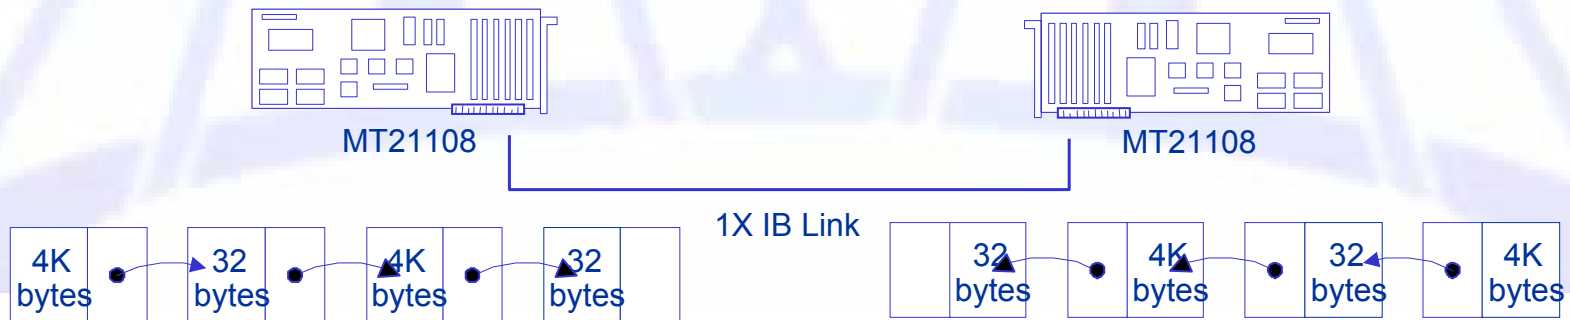 MT21108
MT21108
1X IB Link
4K
bytes
32
bytes
4K
bytes
32
bytes
32
bytes
4K
bytes
32
bytes
4K
bytes